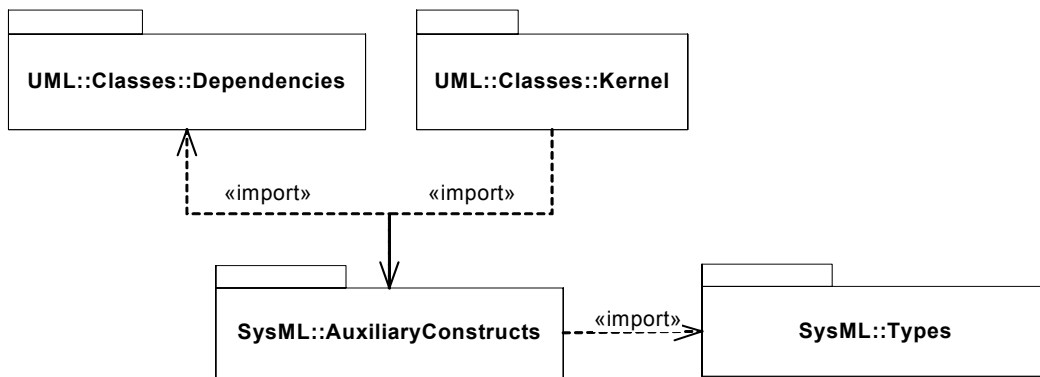 UML::Classes::Dependencies
UML::Classes::Kernel
«import»
«import»
SysML::AuxiliaryConstructs
«import»
SysML::Types